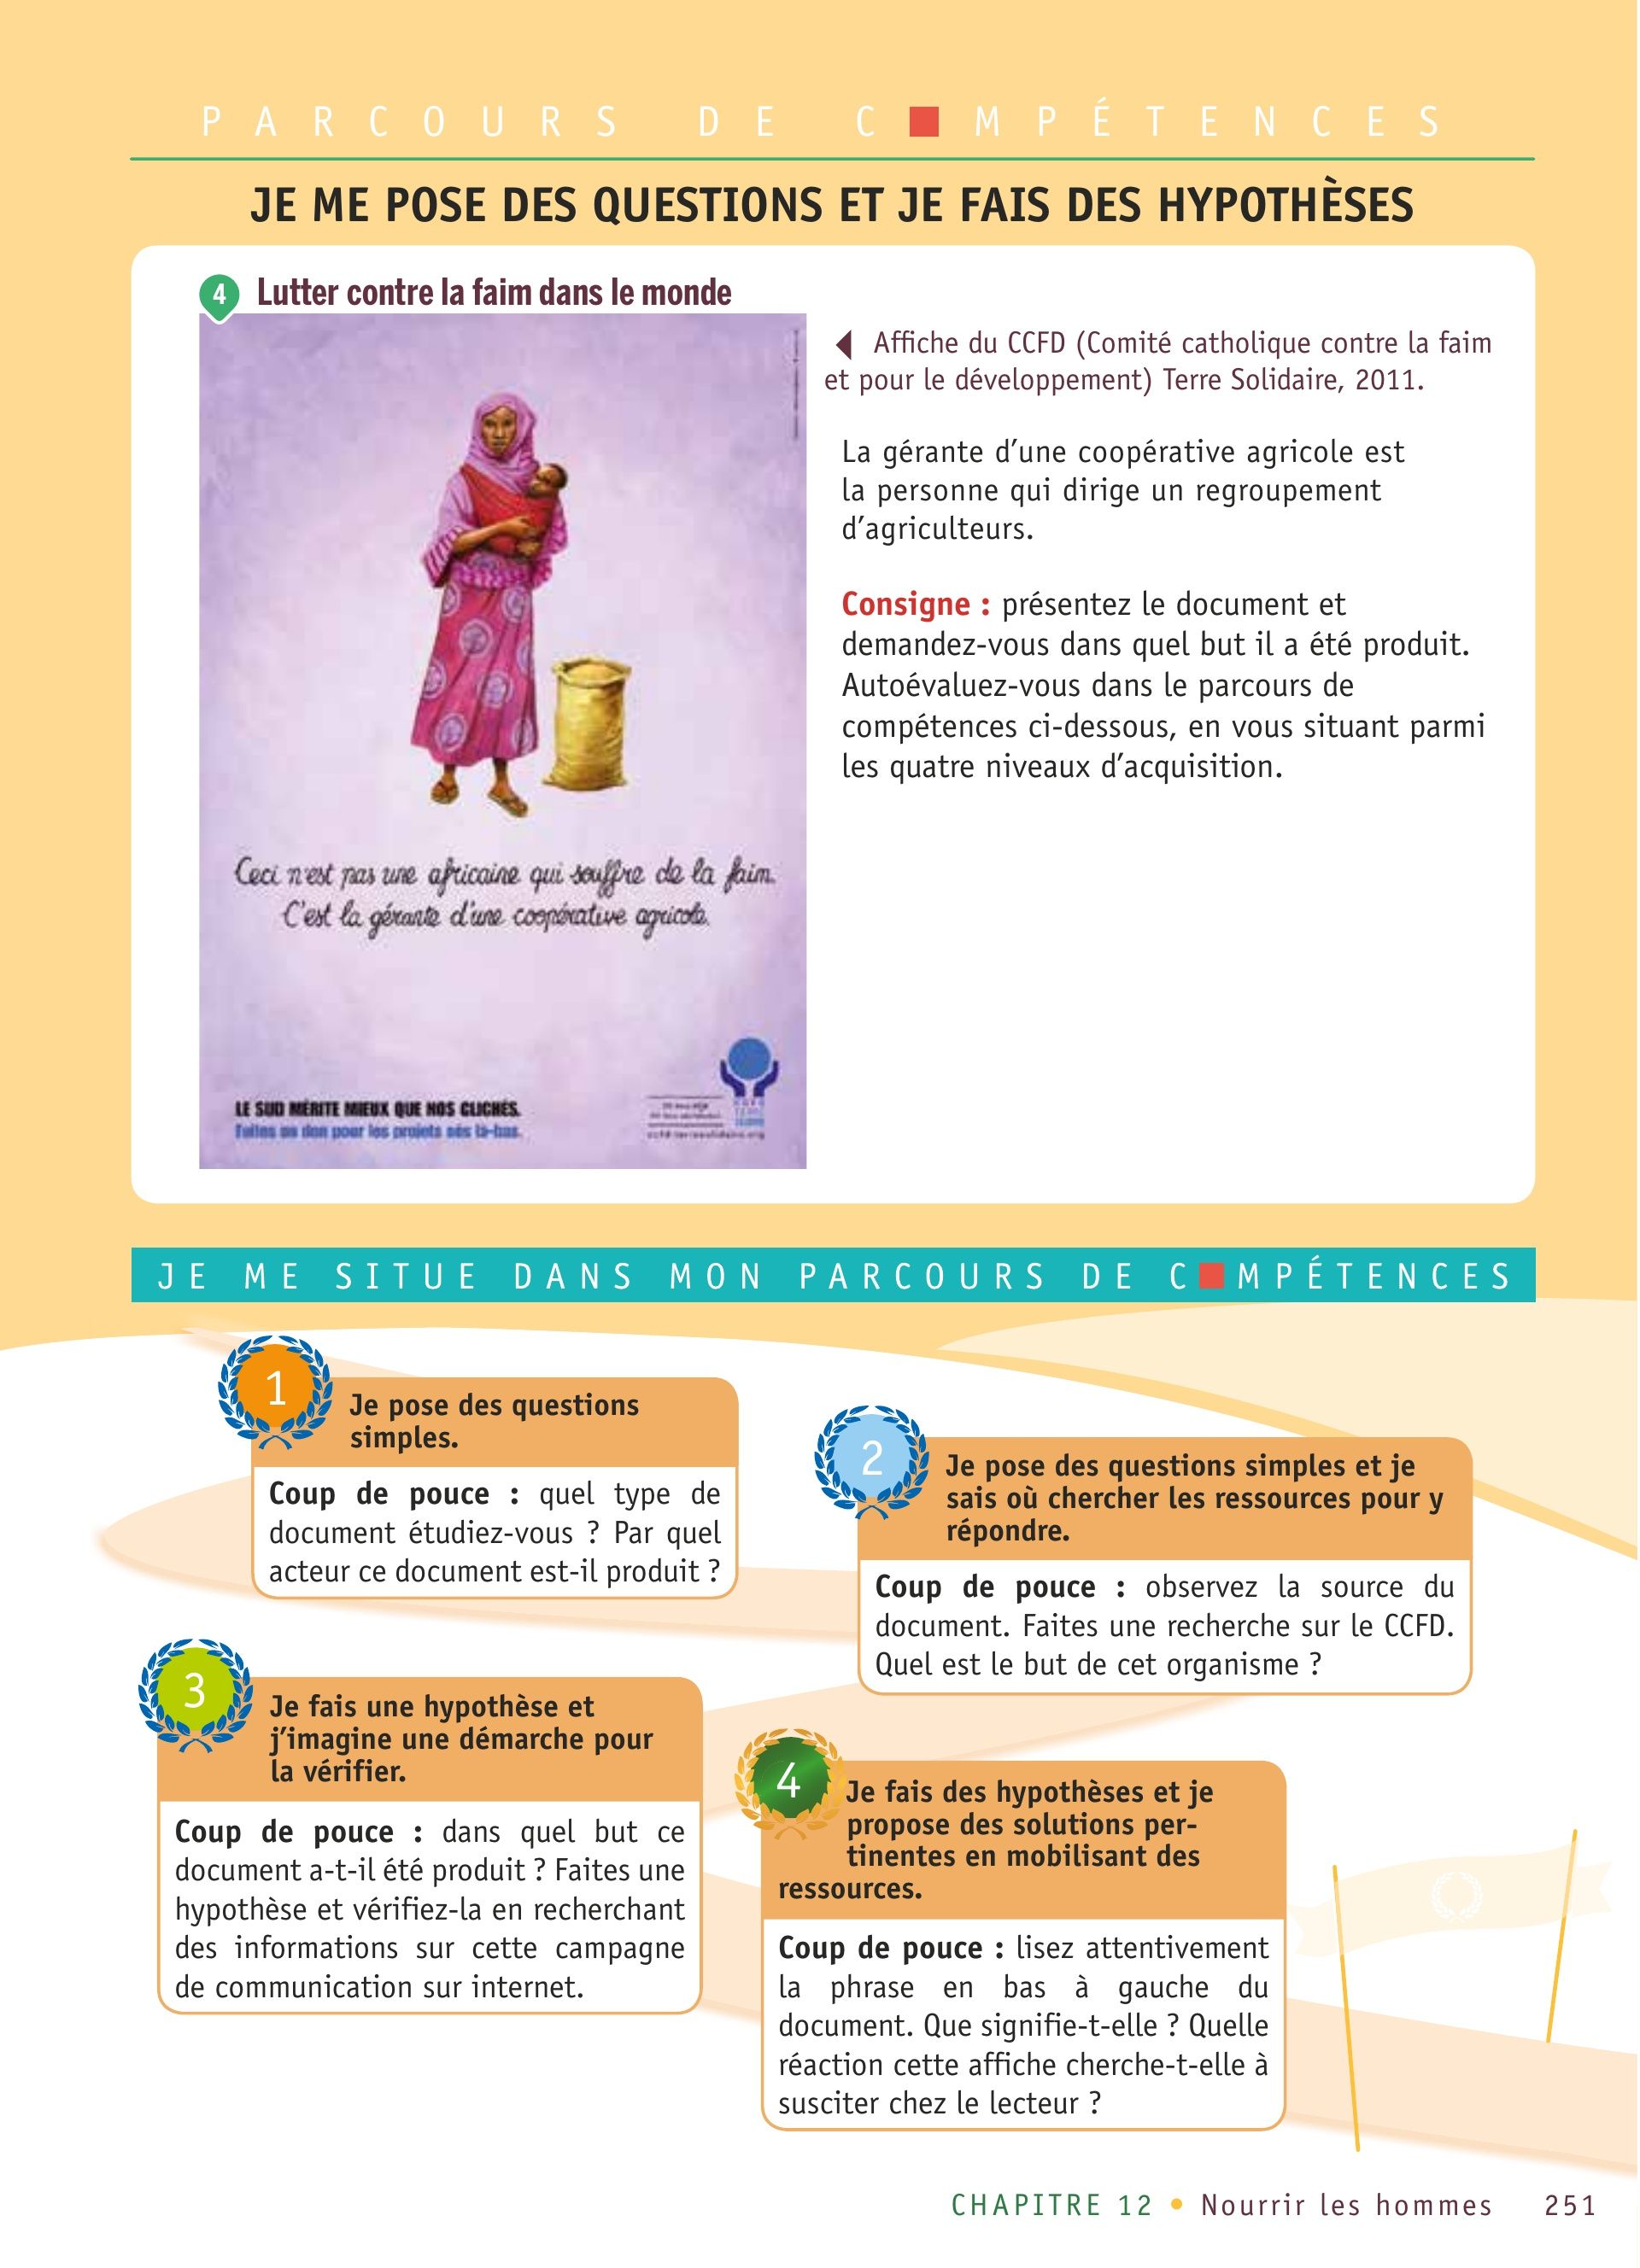 PARCOURS DE C■MPÉTENCES
JE ME POSE DES QUESTIONS ET JE FAIS DES HYPOTHÈSES
4 Lutter contre la faim dans le monde
Ceci n'est pas une africaine qui souffre de la faim.
C'est la gérante d'une coopérative agricole.
LE SUD MÉRITE MIEUX QUE NOS CLICHÉS.
Faites un don pour les projets nés là-bas.
ccfd-terresolidaire.org
◀ Affiche du CCFD (Comité catholique contre la faim
et pour le développement) Terre Solidaire, 2011.
La gérante d'une coopérative agricole est
la personne qui dirige un regroupement
d'agriculteurs.
Consigne : présentez le document et
demandez-vous dans quel but il a été produit.
Autoévaluez-vous dans le parcours de
compétences ci-dessous, en vous situant parmi
les quatre niveaux d'acquisition.
JE ME SITUE DANS MON PARCOURS DE C■MPÉTENCES
1
Je pose des questions
simples.
Coup de pouce : quel type de
document étudiez-vous ? Par quel
acteur ce document est-il produit ?
2
Je pose des questions simples et je
sais où chercher les ressources pour y
répondre.
Coup de pouce : observez la source du
document. Faites une recherche sur le CCFD.
Quel est le but de cet organisme ?
3
Je fais une hypothèse et
j'imagine une démarche pour
la vérifier.
Coup de pouce : dans quel but ce
document a-t-il été produit ? Faites une
hypothèse et vérifiez-la en recherchant
des informations sur cette campagne
de communication sur internet.
4
Je fais des hypothèses et je
propose des solutions per-
tinentes en mobilisant des
ressources.
Coup de pouce : lisez attentivement
la phrase en bas à gauche du
document. Que signifie-t-elle ? Quelle
réaction cette affiche cherche-t-elle à
susciter chez le lecteur ?
CHAPITRE 12 • Nourrir les hommes 251